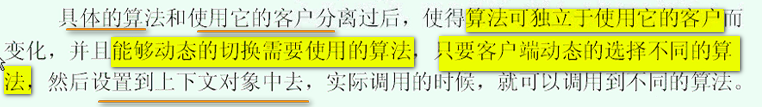 具体的算法和使用它的客户分离过后，使得算法可独立于使用它的客户而
变化，并且能够动态的切换需要使用的算法，只要客户端动态的选择不同的算
法，然后设置到上下文对象中去，实际调用的时候，就可以调用到不同的算法。